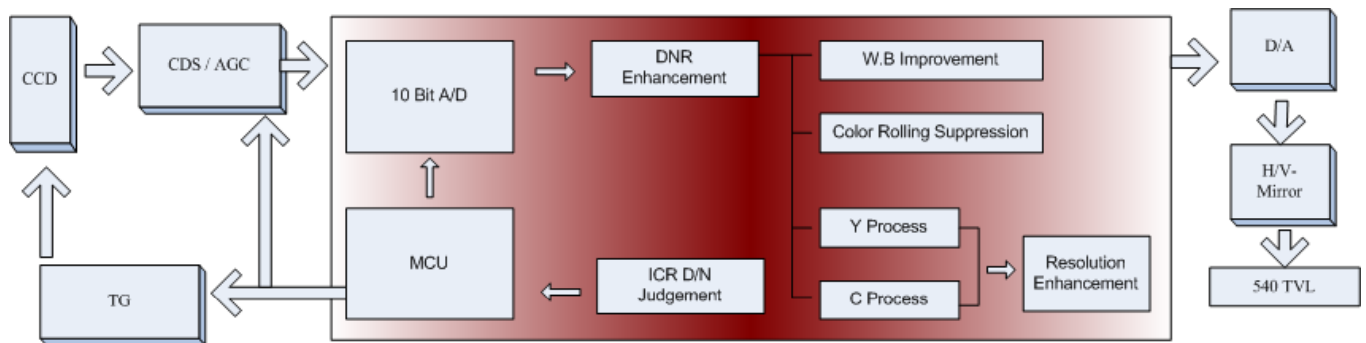 CCD
CDS / AGC
TG
10 Bit A/D
MCU
DNR
Enhancement
ICR D/N
Judgement
W.B Improvement
Color Rolling Suppression
Y Process
C Process
Resolution
Enhancement
D/A
H/V-
Mirror
540 TVL